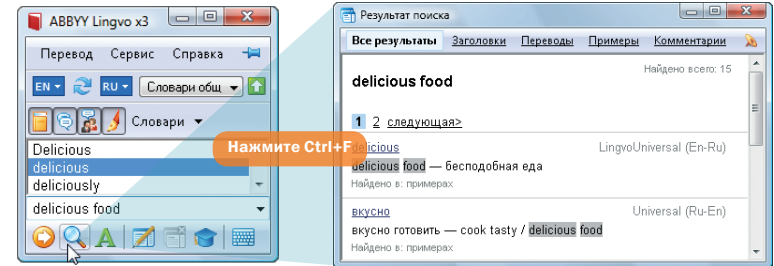 ABBYY Lingvo x3
Перевод Сервис Справка
EN RU Словари общ
Словари
Delicious
delicious
deliciously
delicious food
Нажмите Ctrl+F
Результат поиска
Все результаты Заголовки Переводы Примеры Комментарии
Найдено всего: 15
delicious food
1 2 следующая>
delicious LingvoUniversal (En-Ru)
delicious food — бесподобная еда
Найдено в: примерах
вкусно Universal (Ru-En)
вкусно готовить — cook tasty / delicious food
Найдено в: примерах